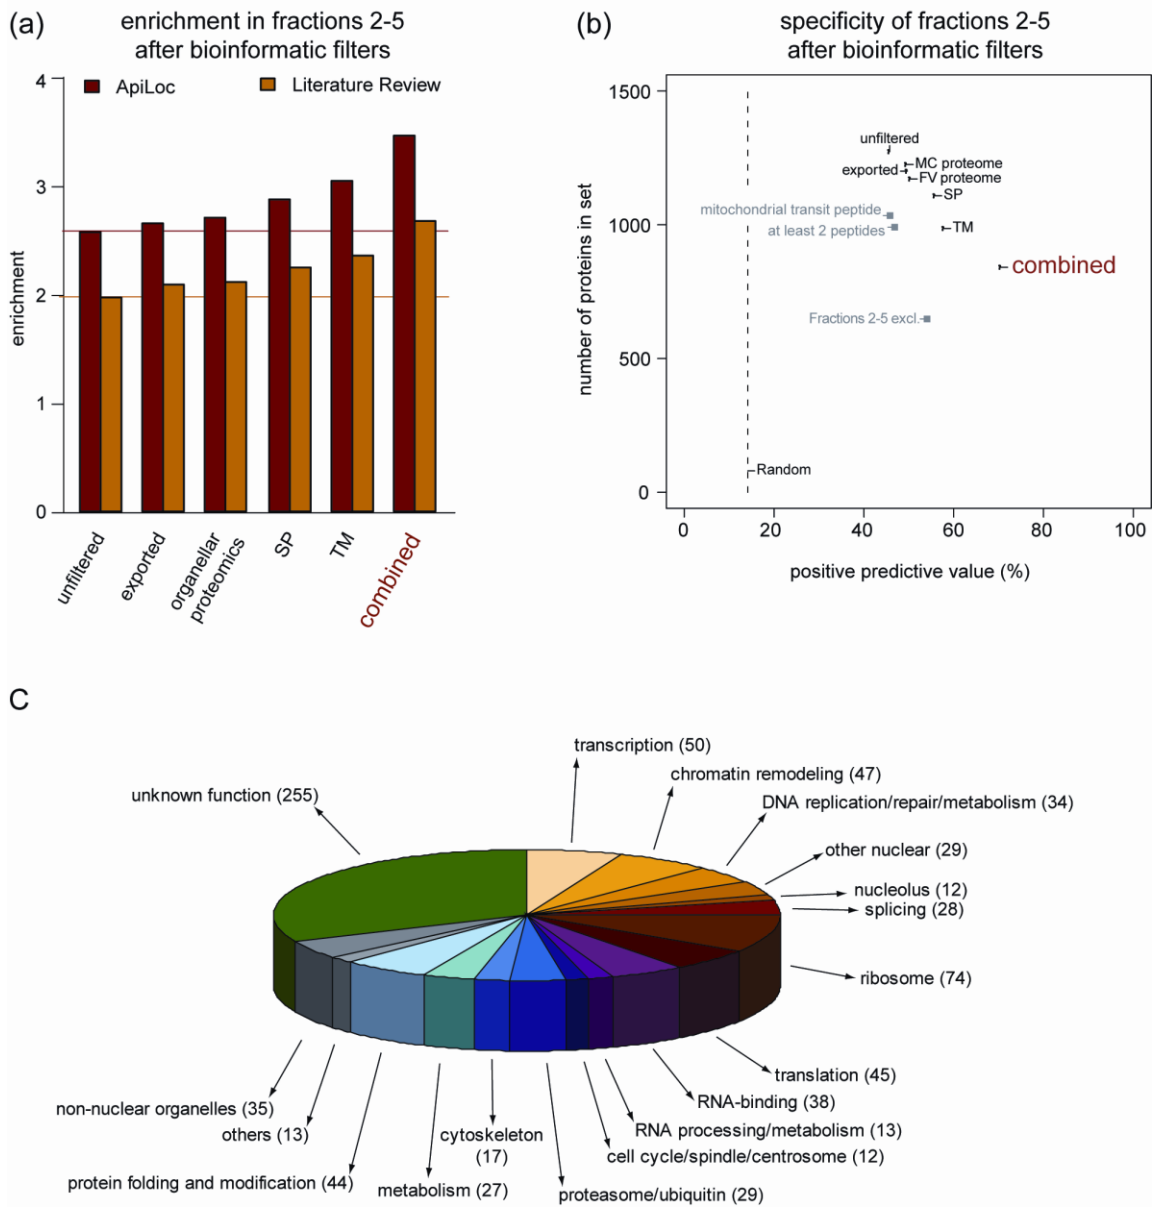 (a)
enrichment in fractions 2-5
after bioinformatic filters
ApiLoc
Literature Review
enrichment
4
3
2
1
0
unfiltered
exported
organellar
proteomics
SP
TM
combined
(b)
specificity of fractions 2-5
after bioinformatic filters
number of proteins in set
1500
1000
500
0
unfiltered
MC proteome
exported
FV proteome
SP
mitochondrial transit peptide
at least 2 peptides
TM
combined
Fractions 2-5 excl.
Random
0
20
40
60
80
100
positive predictive value (%)
C
transcription (50)
chromatin remodeling (47)
unknown function (255)
DNA replication/repair/metabolism (34)
other nuclear (29)
nucleolus (12)
splicing (28)
ribosome (74)
translation (45)
RNA-binding (38)
non-nuclear organelles (35)
others (13)
cytoskeleton
(17)
RNA processing/metabolism (13)
cell cycle/spindle/centrosome (12)
protein folding and modification (44)
metabolism (27)
proteasome/ubiquitin (29)